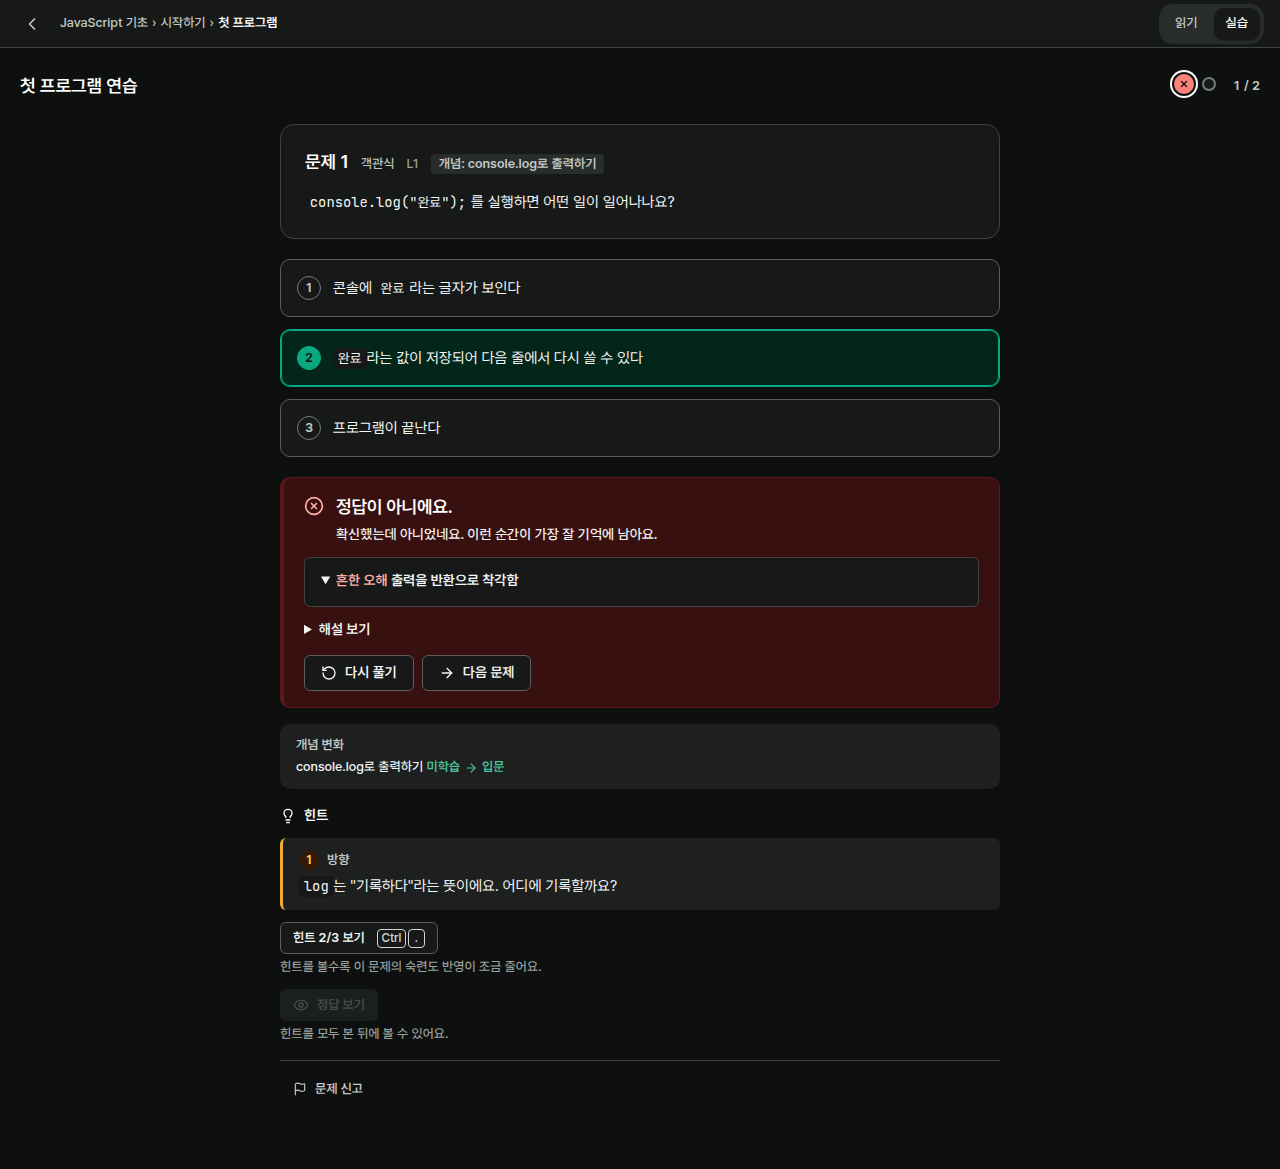 JavaScript 기초 › 시작하기 › 첫 프로그램
읽기 실습
첫 프로그램 연습
1 / 2
문제 1 객관식 L1 개념: console.log로 출력하기
console.log("완료"); 를 실행하면 어떤 일이 일어나나요?
1 콘솔에 완료 라는 글자가 보인다
2 완료 라는 값이 저장되어 다음 줄에서 다시 쓸 수 있다
3 프로그램이 끝난다
정답이 아니에요.
확신했는데 아니었네요. 이런 순간이 가장 잘 기억에 남아요.
▼ 흔한 오해 출력을 반환으로 착각함
▶ 해설 보기
다시 풀기 다음 문제
개념 변화
console.log로 출력하기 미학습 → 입문
힌트
1 방향
log 는 "기록하다"라는 뜻이에요. 어디에 기록할까요?
힌트 2/3 보기 Ctrl .
힌트를 볼수록 이 문제의 숙련도 반영이 조금 줄어요.
정답 보기
힌트를 모두 본 뒤에 볼 수 있어요.
문제 신고